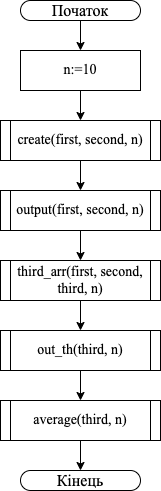 Початок
n:=10
create(first, second, n)
output(first, second, n)
third_arr(first, second,
third, n)
out_th(third, n)
average(third, n)
Кінець